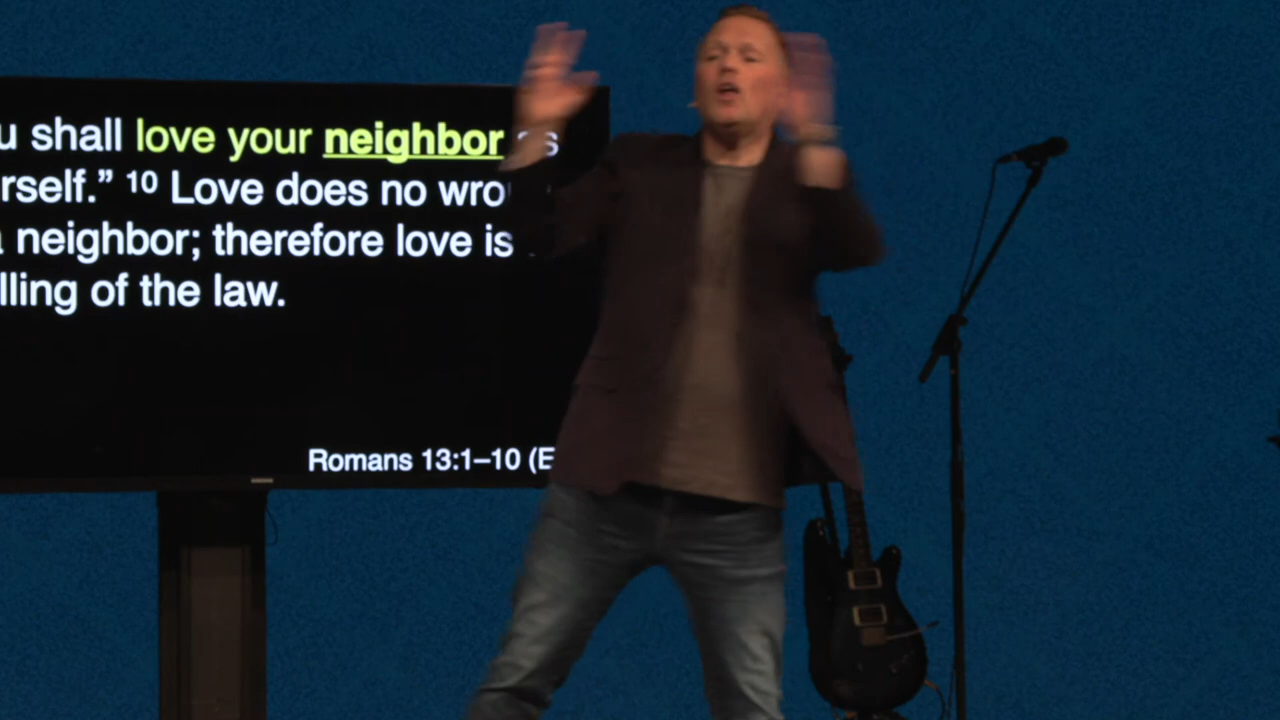 u shall love your neighbor as
rself.” 10 Love does no wro
a neighbor; therefore love is
lling of the law.
Romans 13:1–10 (E